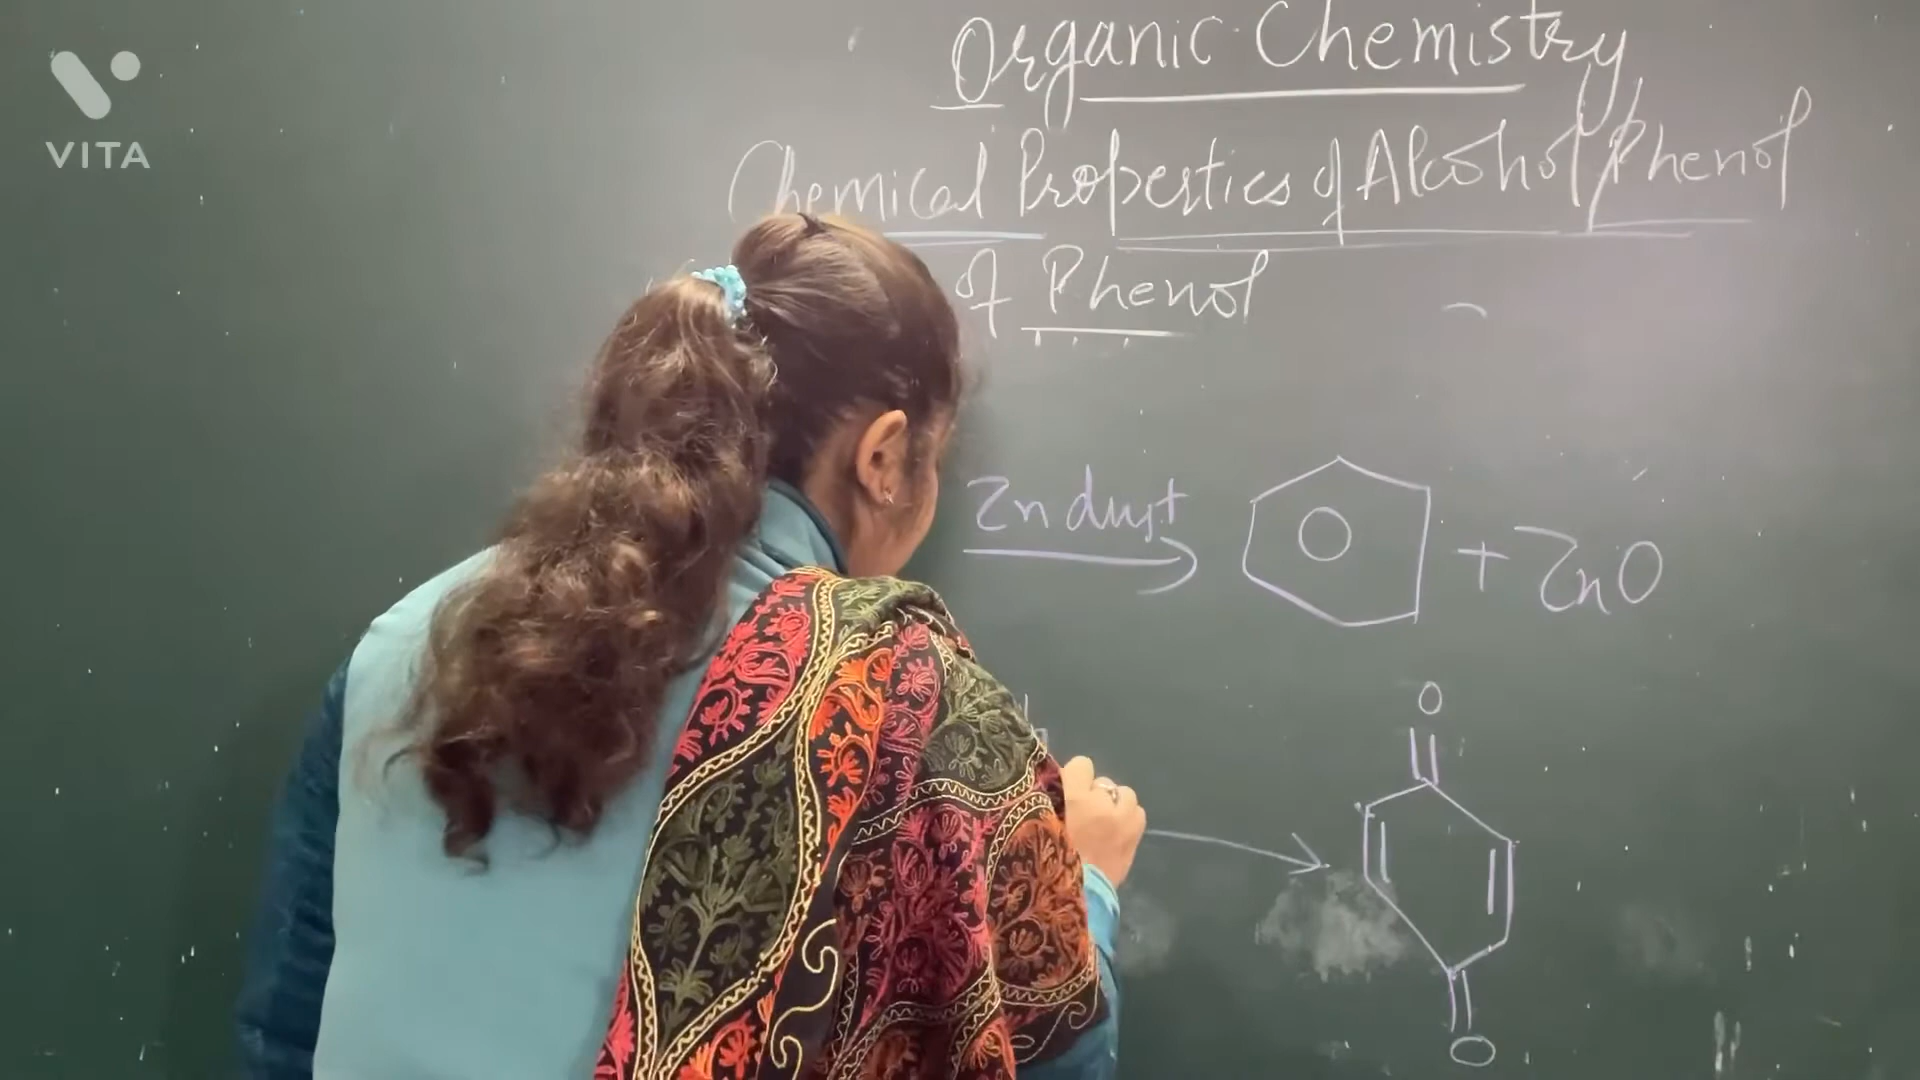 VITA
Organic Chemistry
Chemical Properties of Alcohol/Phenol
of Phenol
Zn dust
+ ZnO
O
O